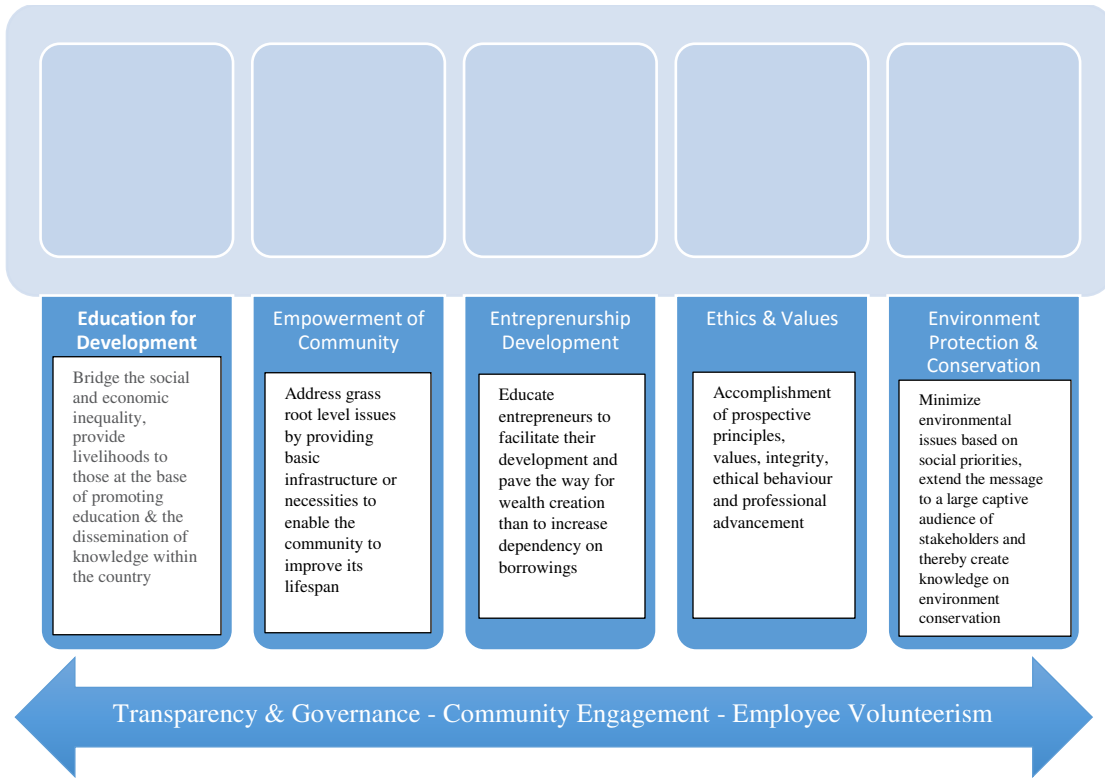 Education for
Development
Bridge the social
and economic
inequality,
provide
livelihoods to
those at the base
of promoting
education & the
dissemination of
knowledge within
the country
Empowerment of
Community
Address grass
root level issues
by providing
basic
infrastructure or
necessities to
enable the
community to
improve its
lifespan
Entreprenurship
Development
Educate
entrepreneurs to
facilitate their
development and
pave the way for
wealth creation
than to increase
dependency on
borrowings
Ethics & Values
Accomplishment
of prospective
principles,
values, integrity,
ethical behaviour
and professional
advancement
Environment
Protection &
Conservation
Minimize
environmental
issues based on
social priorities,
extend the message
to a large captive
audience of
stakeholders and
thereby create
knowledge on
environment
conservation
Transparency & Governance - Community Engagement - Employee Volunteerism